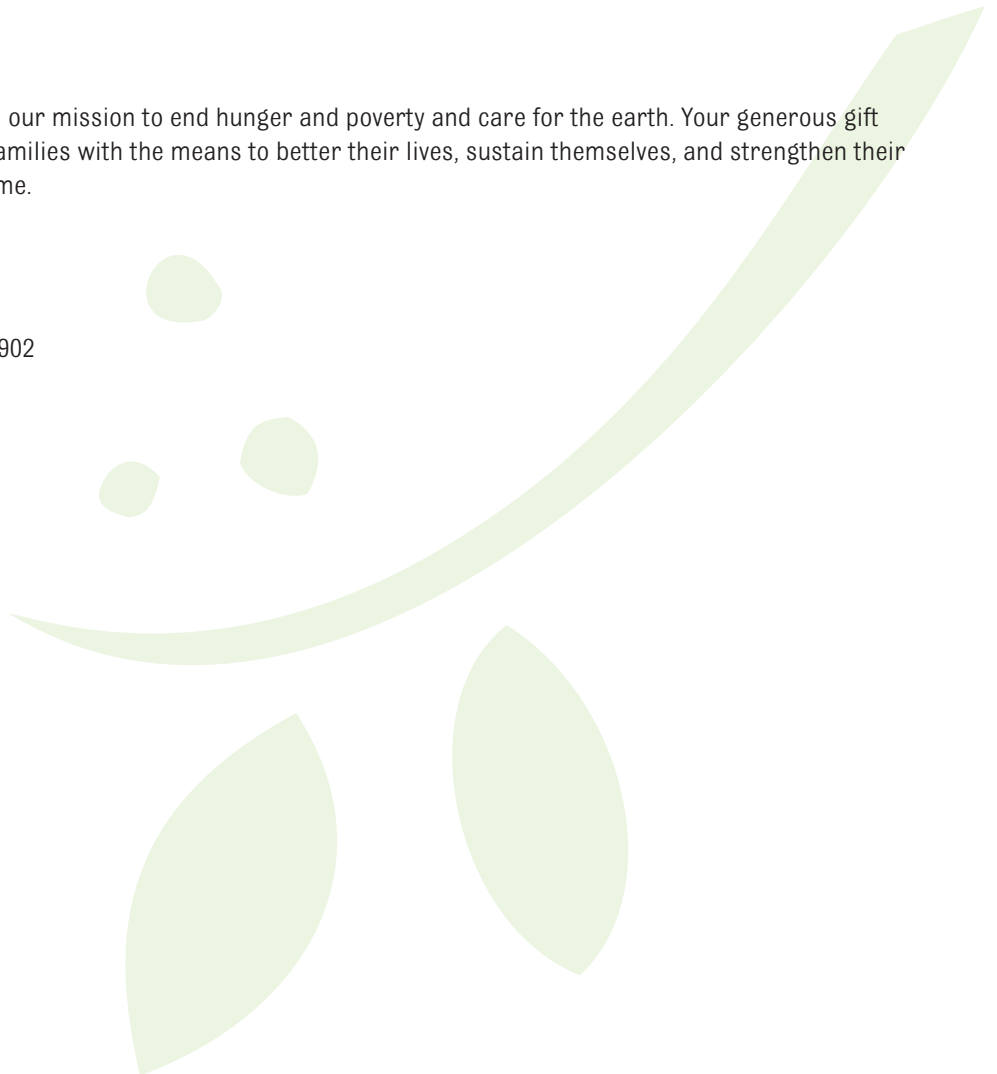 our mission to end hunger and poverty and care for the earth. Your generous gift
amilies with the means to better their lives, sustain themselves, and strengthen their
me.
902